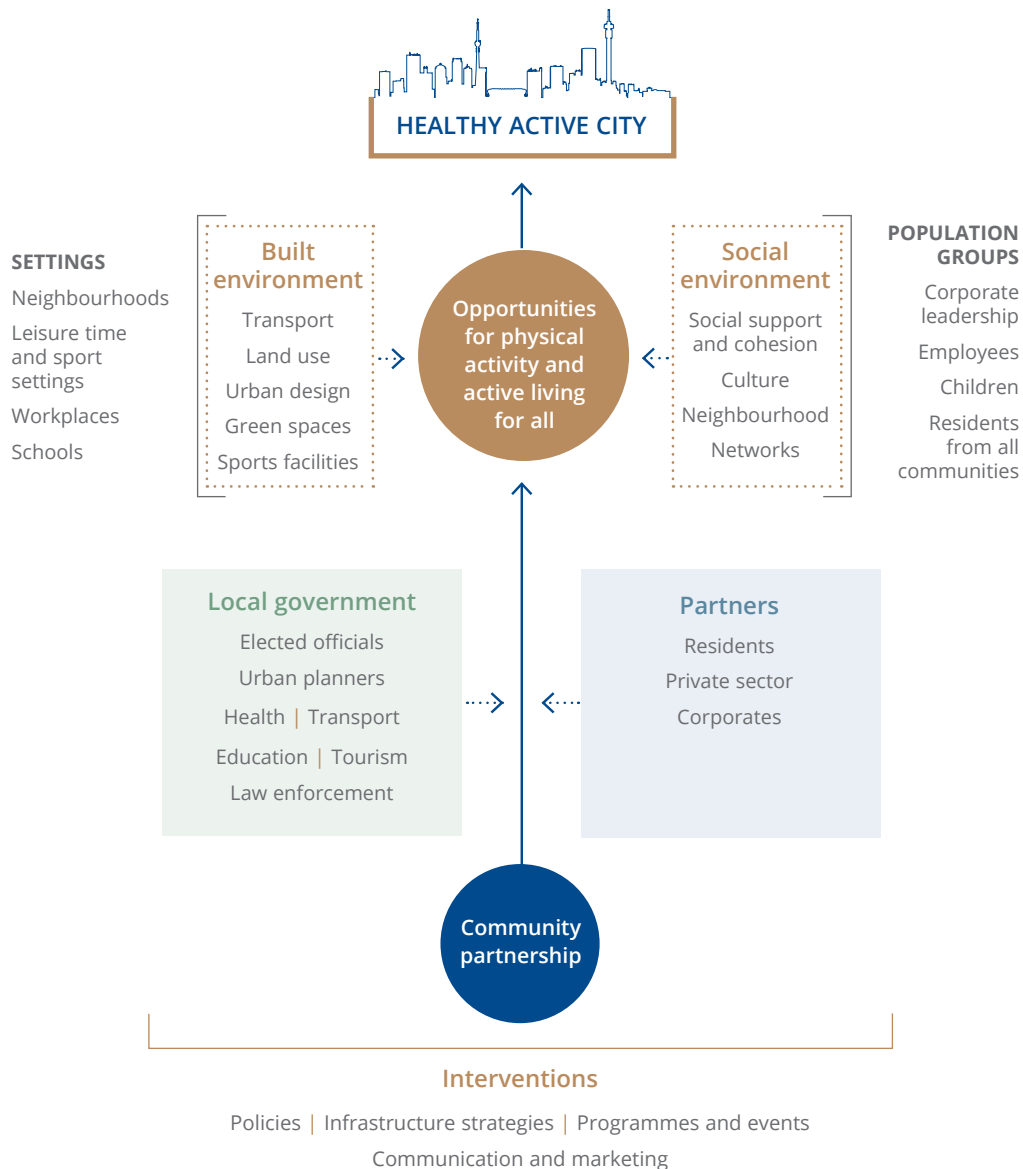 HEALTHY ACTIVE CITY
SETTINGS
Neighbourhoods
Leisure time
and sport
settings
Workplaces
Schools
Built
environment
Transport
Land use
Urban design
Green spaces
Sports facilities
Opportunities
for physical
activity and
active living
for all
Social
environment
Social support
and cohesion
Culture
Neighbourhood
Networks
POPULATION
GROUPS
Corporate
leadership
Employees
Children
Residents
from all
communities
Local government
Elected officials
Urban planners
Health | Transport
Education | Tourism
Law enforcement
Partners
Residents
Private sector
Corporates
Community
partnership
Interventions
Policies | Infrastructure strategies | Programmes and events
Communication and marketing